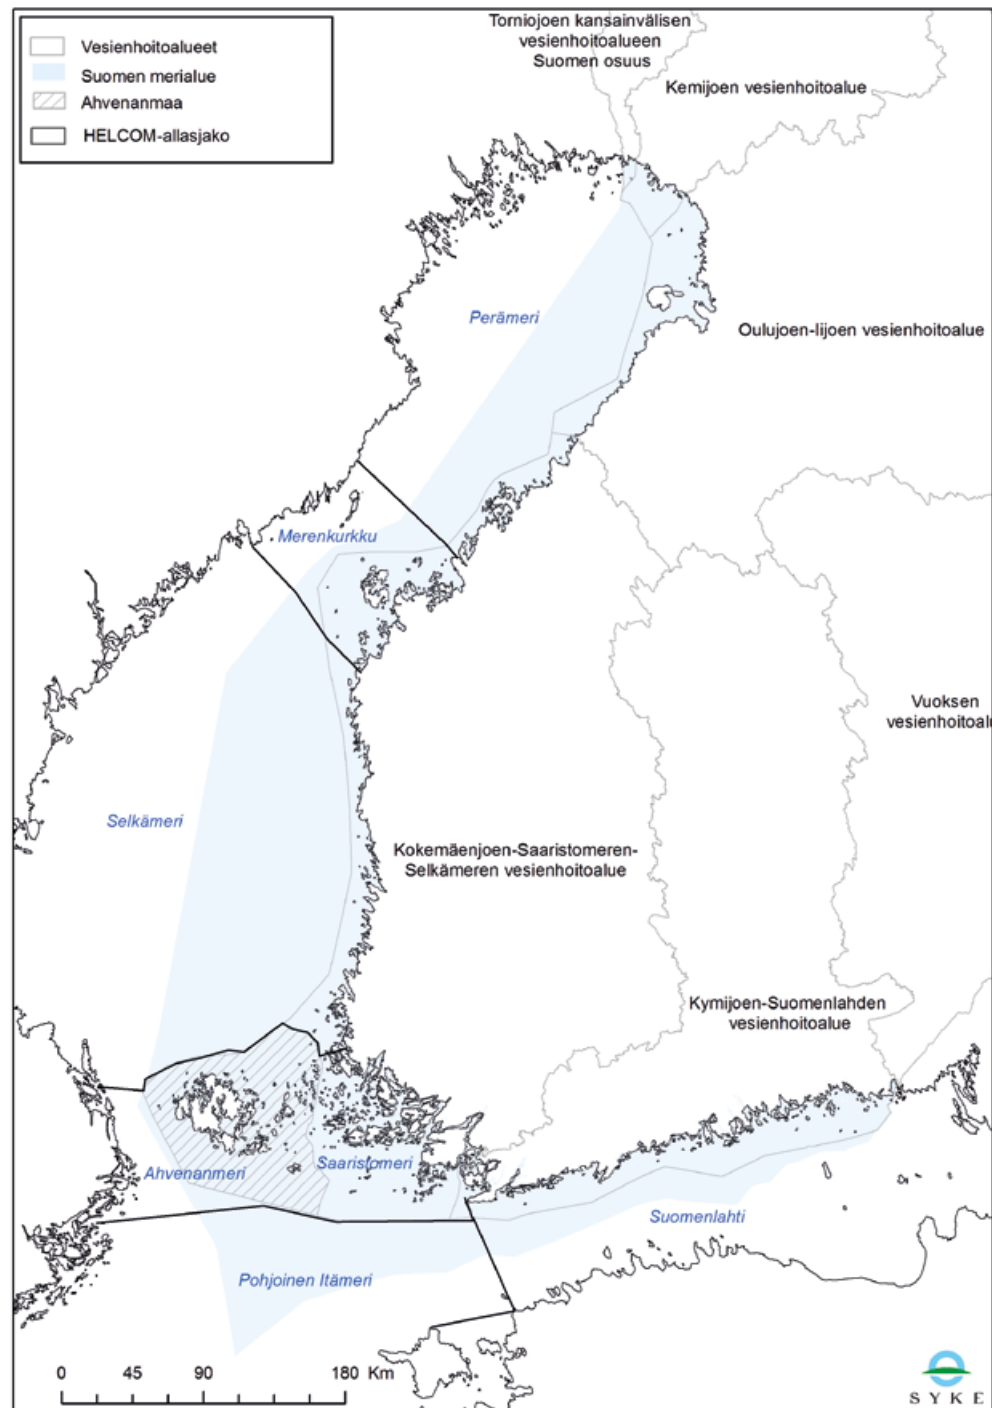 Vesienhoitoalueet
Suomen merialue
Ahvenanmaa
HELCOM-allasjako
Torniojoen kansainvälisen
vesienhoitoalueen
Suomen osuus
Kemijoen vesienhoitoalue
Perämeri
Oulujoen-Iijoen vesienhoitoalue
Merenkurkku
Vuoksen
vesienhoitoalu
Selkämeri
Kokemäenjoen-Saaristomeren-
Selkämeren vesienhoitoalue
Kymijoen-Suomenlahden
vesienhoitoalue
Ahvenanmeri
Saaristomeri
Suomenlahti
Pohjoinen Itämeri
0 45 90 180 Km
SYKE